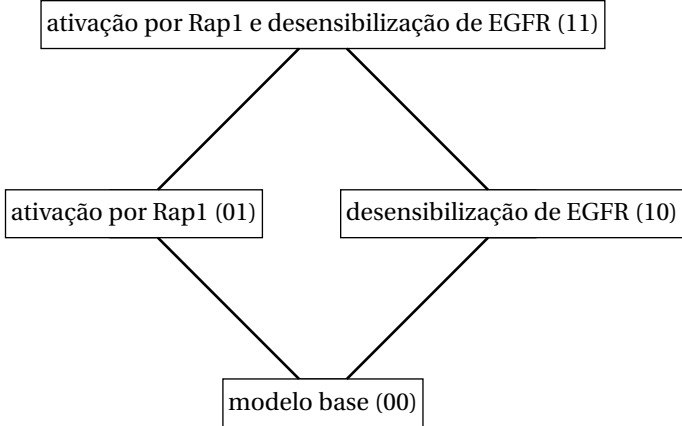 ativação por Rap1 e desensibilização de EGFR (11)
ativação por Rap1 (01)
desensibilização de EGFR (10)
modelo base (00)